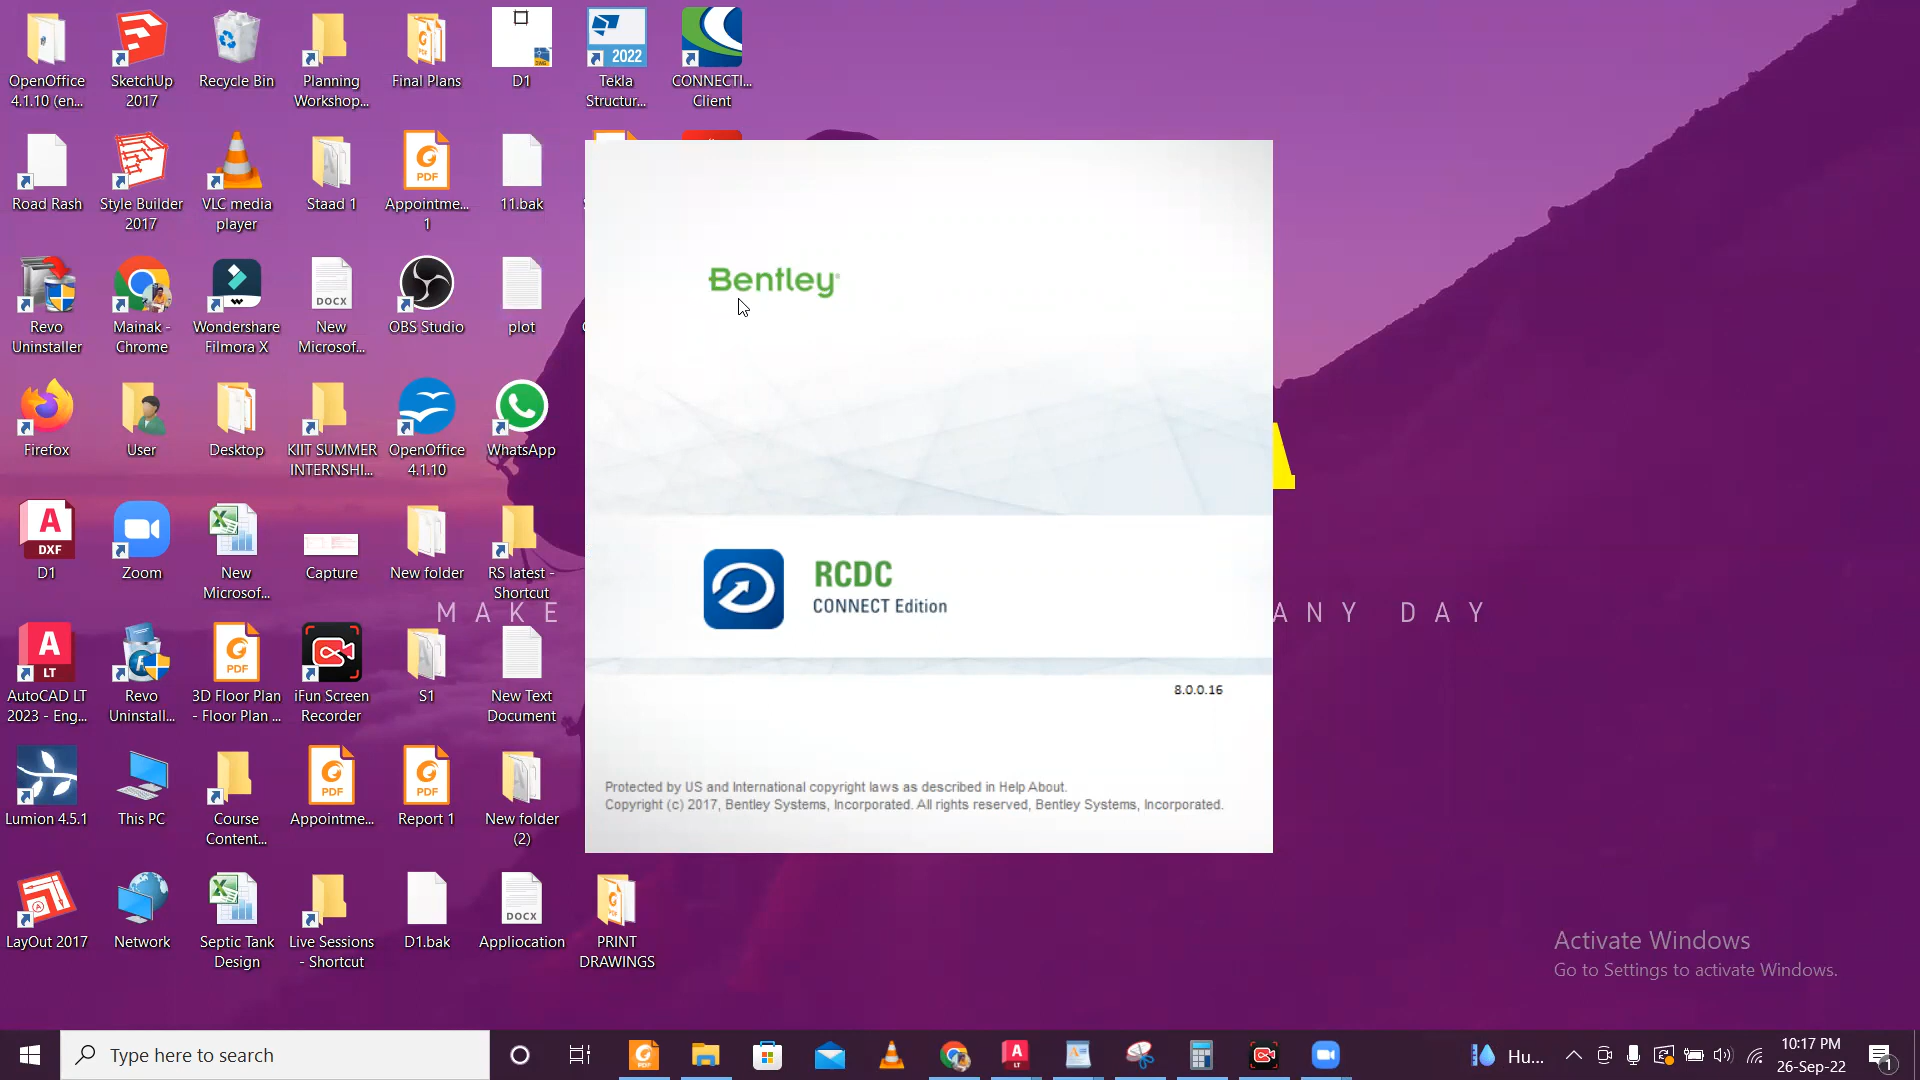 OpenOffice
4.1.10 (en...
SketchUp
2017
Recycle Bin
Planning
Workshop...
Final Plans
D1
2022
Tekla
Structur...
CONNECTI...
Client
Road Rash
Style Builder
2017
VLC media
player
Staad 1
PDF
Appointme...
1
11.bak
Bentley
Revo
Uninstaller
Mainak -
Chrome
Wondershare
Filmora X
DOCX
New
Microsof...
OBS Studio
plot
Firefox
User
Desktop
KIIT SUMMER
INTERNSHI...
OpenOffice
4.1.10
WhatsApp
A
DXF
D1
Zoom
New
Microsof...
Capture
New folder
RS latest -
Shortcut
RCDC
CONNECT Edition
MAKE
ANY DAY
A
LT
AutoCAD LT
2023 - Eng...
Revo
Uninstall...
PDF
3D Floor Plan
- Floor Plan ...
iFun Screen
Recorder
S1
New Text
Document
8.0.0.16
Lumion 4.5.1
This PC
Course
Content...
PDF
Appointme...
PDF
Report 1
New folder
(2)
Protected by US and International copyright laws as described in Help About.
Copyright (c) 2017, Bentley Systems, Incorporated. All rights reserved, Bentley Systems, Incorporated.
LayOut 2017
Network
Septic Tank
Design
Live Sessions
- Shortcut
D1.bak
DOCX
Appliocation
PRINT
DRAWINGS
Activate Windows
Go to Settings to activate Windows.
Type here to search
Hu...
10:17 PM
26-Sep-22
1